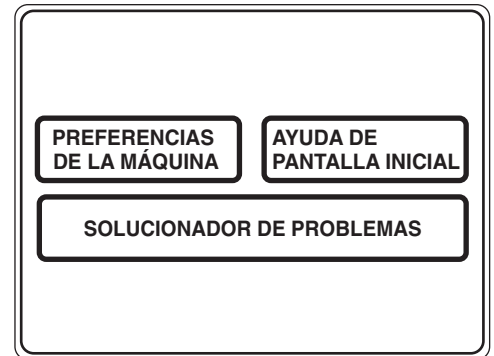 PREFERENCIAS
DE LA MÁQUINA
AYUDA DE
PANTALLA INICIAL
SOLUCIONADOR DE PROBLEMAS